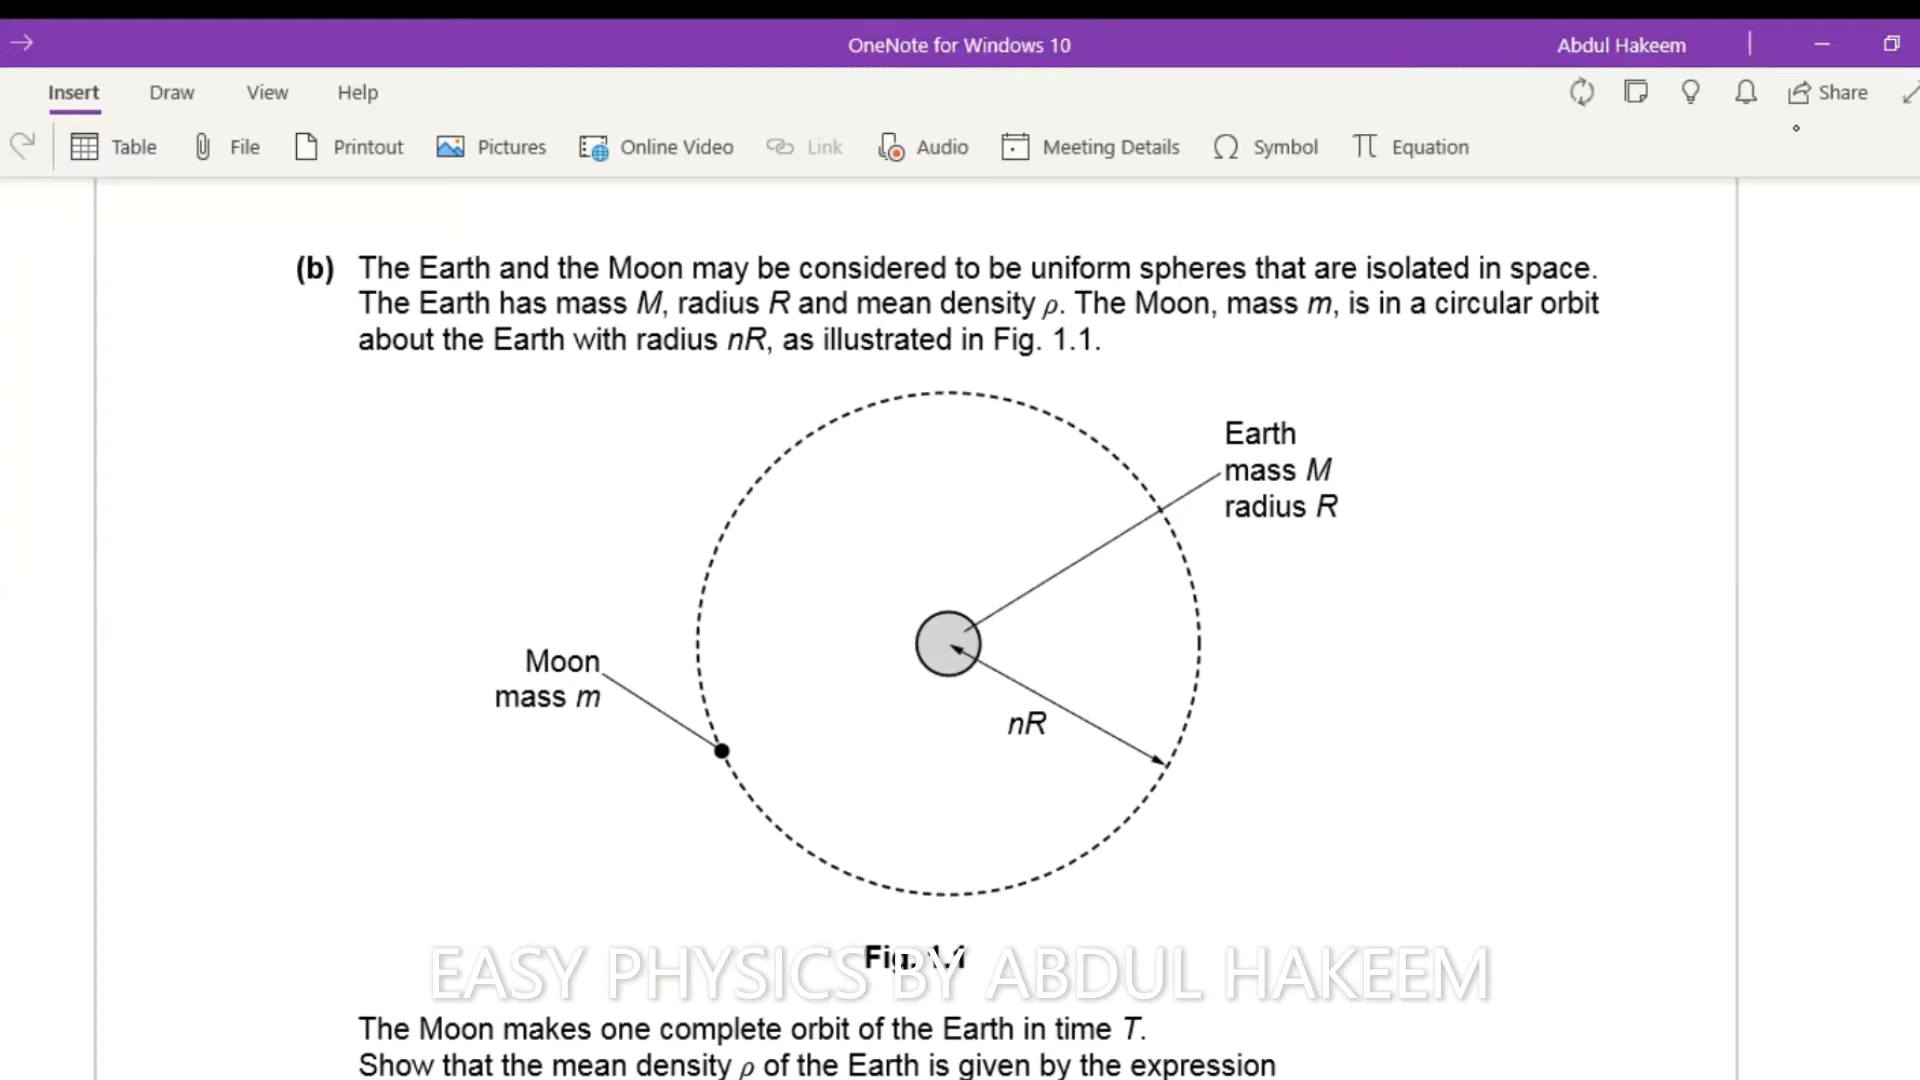 OneNote for Windows 10
Abdul Hakeem
Insert
Draw
View
Help
Share
Table
File
Printout
Pictures
Online Video
Link
Audio
Meeting Details
Symbol
Equation
(b) The Earth and the Moon may be considered to be uniform spheres that are isolated in space.
The Earth has mass M, radius R and mean density ρ. The Moon, mass m, is in a circular orbit
about the Earth with radius nR, as illustrated in Fig. 1.1.
Earth
mass M
radius R
Moon
mass m
nR
Fig. 1.1
EASY PHYSICS BY ABDUL HAKEEM
The Moon makes one complete orbit of the Earth in time T.
Show that the mean density ρ of the Earth is given by the expression